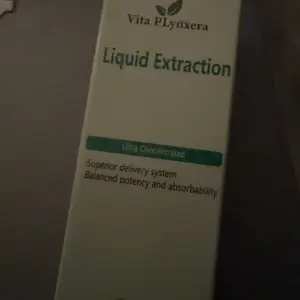 Vita PLynxera
Liquid Extraction
Ultra Concentrated
Superior delivery system
Balanced potency and absorbability